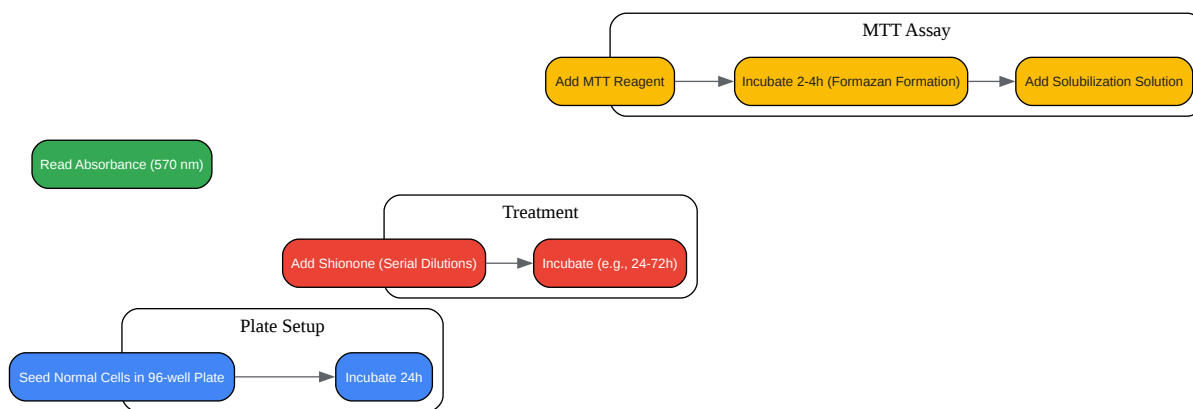 MTT Assay
Add MTT Reagent
Incubate 2-4h (Formazan Formation)
Add Solubilization Solution
Read Absorbance (570 nm)
Treatment
Add Shionone (Serial Dilutions)
Incubate (e.g., 24-72h)
Plate Setup
Seed Normal Cells in 96-well Plate
Incubate 24h